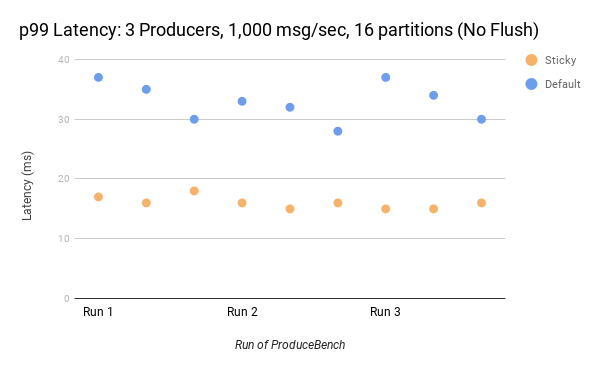 p99 Latency: 3 Producers, 1,000 msg/sec, 16 partitions (No Flush)
Sticky
Default
40
30
20
10
0
Latency (ms)
Run 1
Run 2
Run 3
Run of ProduceBench